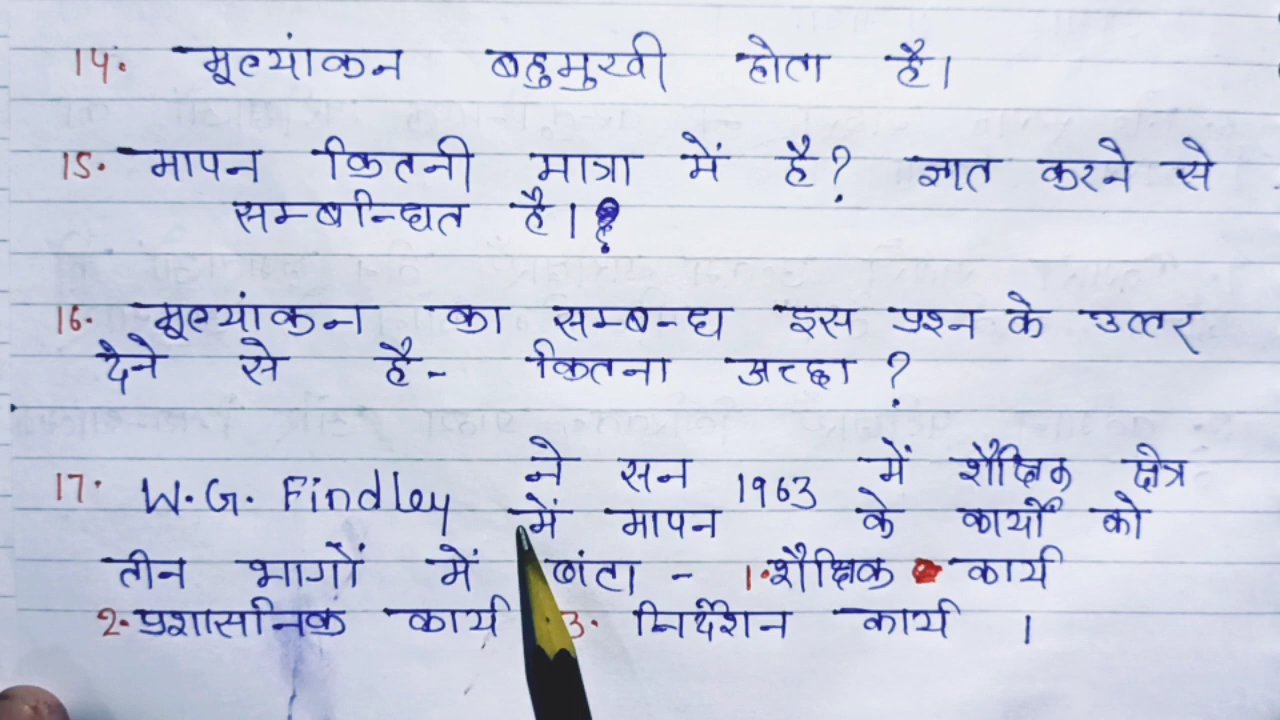 14. मूल्यांकन बहुमुखी होता है।
15. मापन कितनी मात्रा में है? ज्ञात करने से
सम्बन्धित है।
16. मूल्यांकन का सम्बन्ध इस प्रश्न के उत्तर
देने से है - कितना अच्छा ?
17. W.G. Findley ने सन 1963 में शैक्षिक क्षेत्र
में मापन के कार्यों को
तीन भागों में बांटा - 1. शैक्षिक कार्य
2. प्रशासनिक कार्य 3. निर्देशन कार्य ।